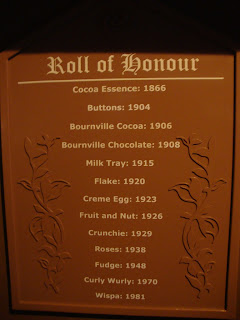 Roll of Honour
Cocoa Essence: 1866
Buttons: 1904
Bournville Cocoa: 1906
Bournville Chocolate: 1908
Milk Tray: 1915
Flake: 1920
Creme Egg: 1923
Fruit and Nut: 1926
Crunchie: 1929
Roses: 1938
Fudge: 1948
Curly Wurly: 1970
Wispa: 1981